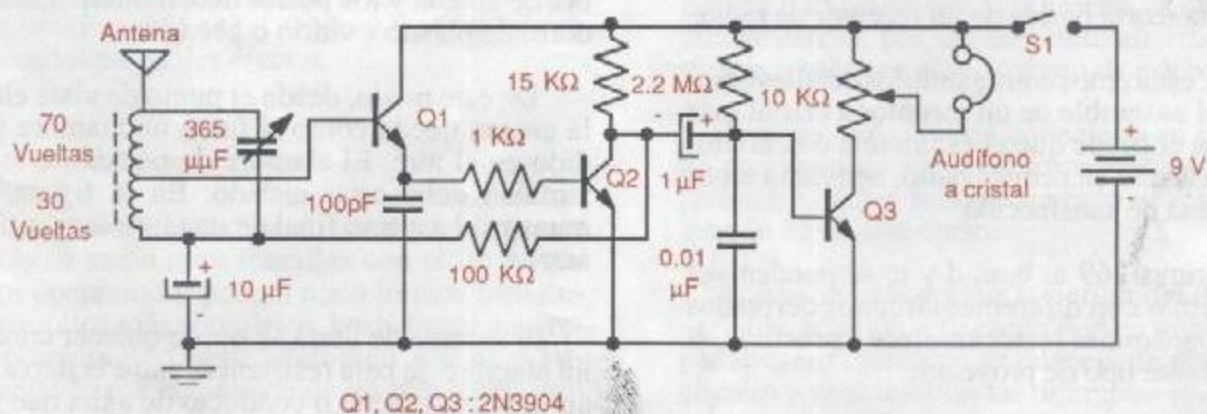 Antena
70
Vueltas
30
Vueltas
365
µµF
Q1
100pF
10 µF
1 KΩ
100 KΩ
15 KΩ
Q2
2.2 MΩ
1 µF
0.01
µF
10 KΩ
Q3
Audífono
a cristal
S1
9 V
Q1, Q2, Q3 : 2N3904